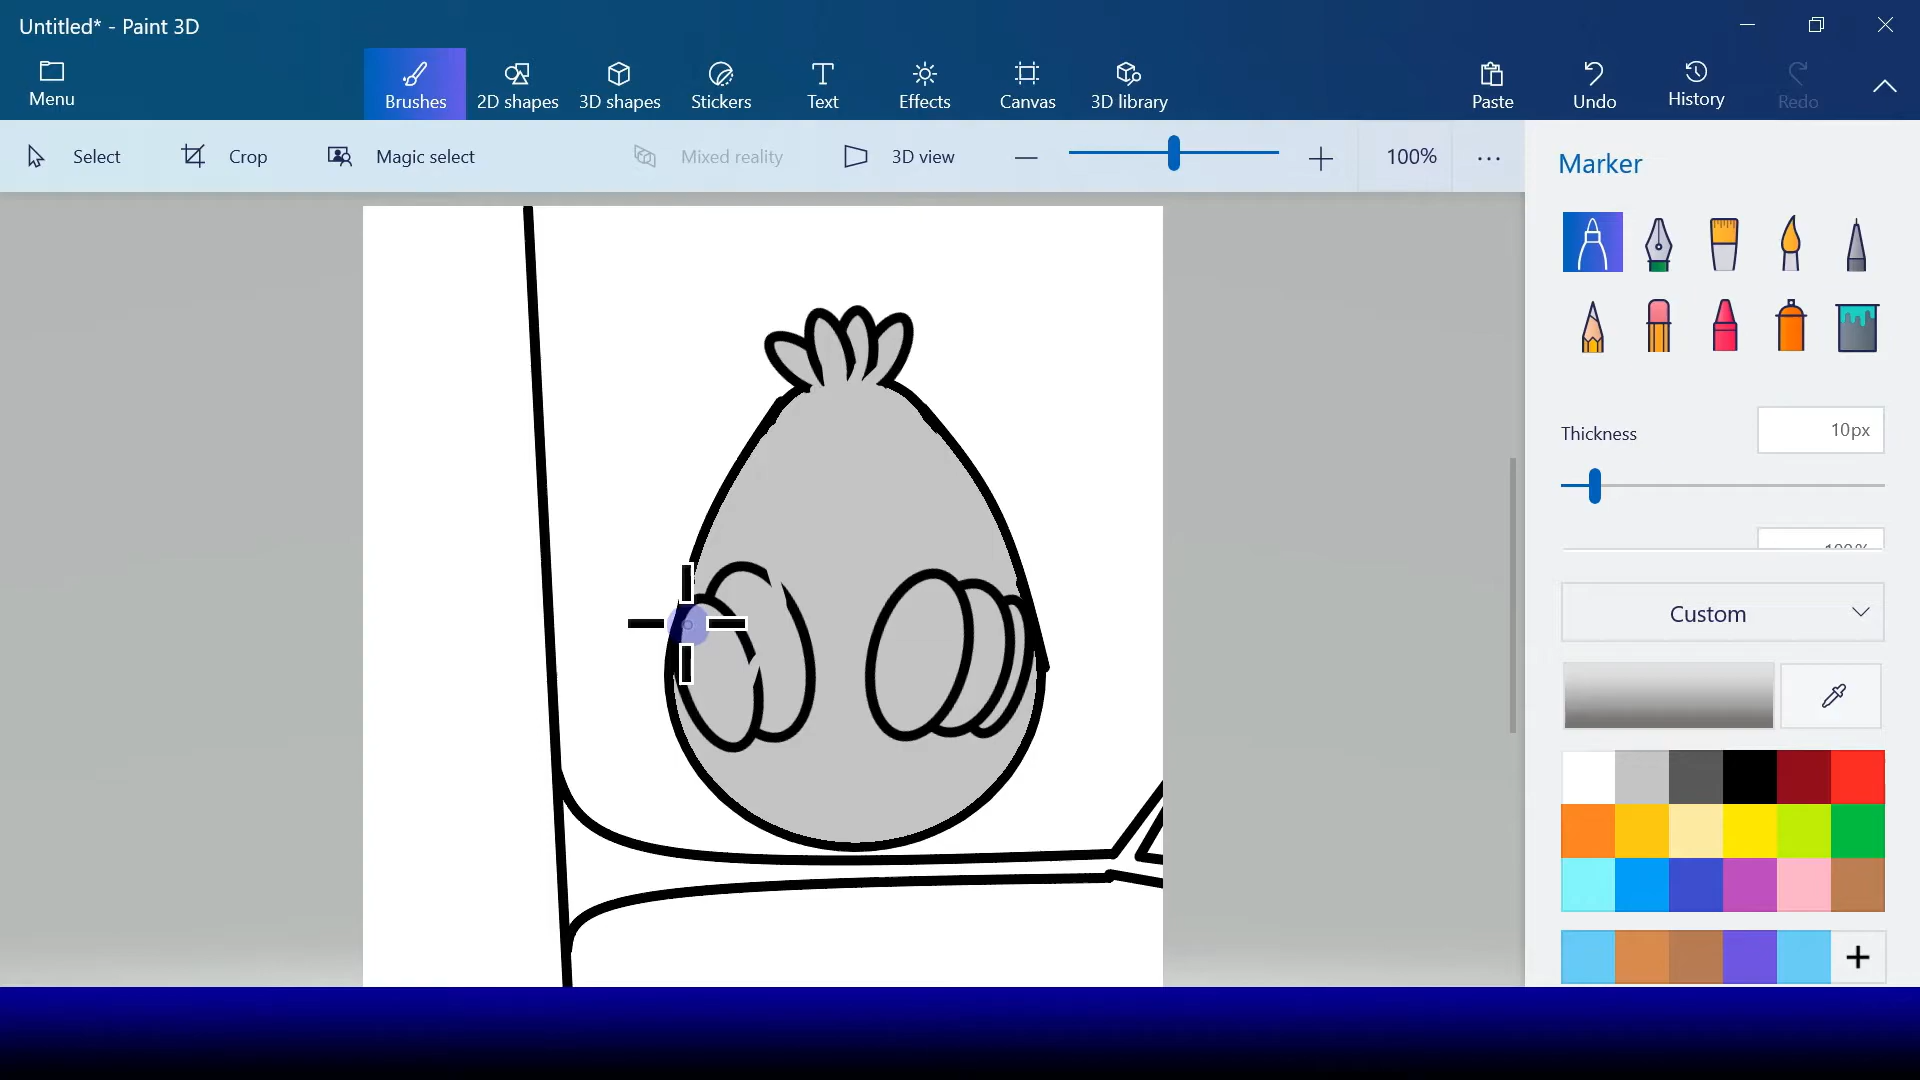 Untitled* - Paint 3D
Menu
Brushes
2D shapes
3D shapes
Stickers
Text
Effects
Canvas
3D library
Paste
Undo
History
Redo
Select
Crop
Magic select
Mixed reality
3D view
100%
Marker
Thickness
10px
100%
Custom